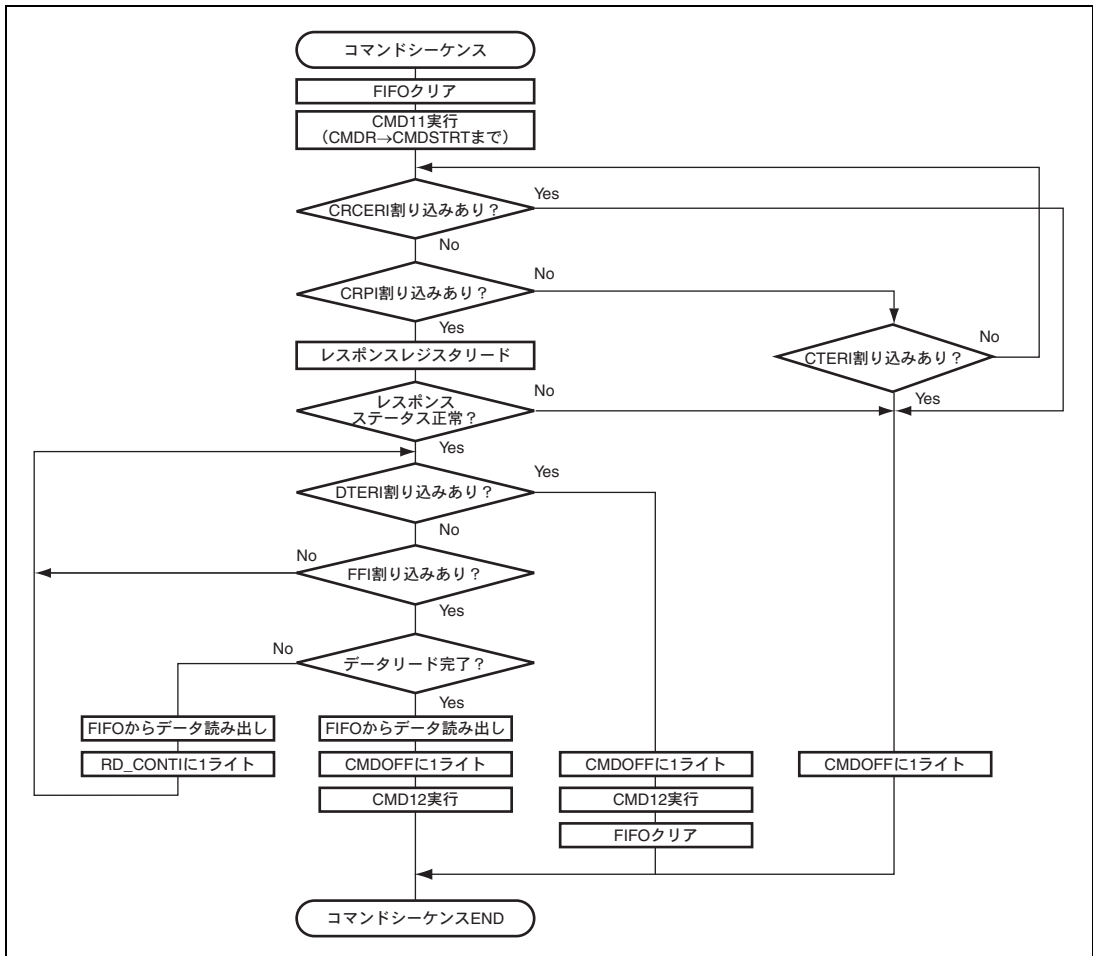 コマンドシーケンス
FIFOクリア
CMD11実行
（CMDR→CMDSTRTまで）
CRCERI割り込みあり？
Yes
No
CRPI割り込みあり？
No
Yes
CTERI割り込みあり？
No
Yes
レスポンスレジスタリード
レスポンス
ステータス正常？
No
Yes
DTERI割り込みあり？
Yes
No
FFI割り込みあり？
No
Yes
データリード完了？
No
Yes
FIFOからデータ読み出し
RD_CONTIに1ライト
FIFOからデータ読み出し
CMDOFFに1ライト
CMD12実行
CMDOFFに1ライト
CMD12実行
FIFOクリア
CMDOFFに1ライト
コマンドシーケンスEND